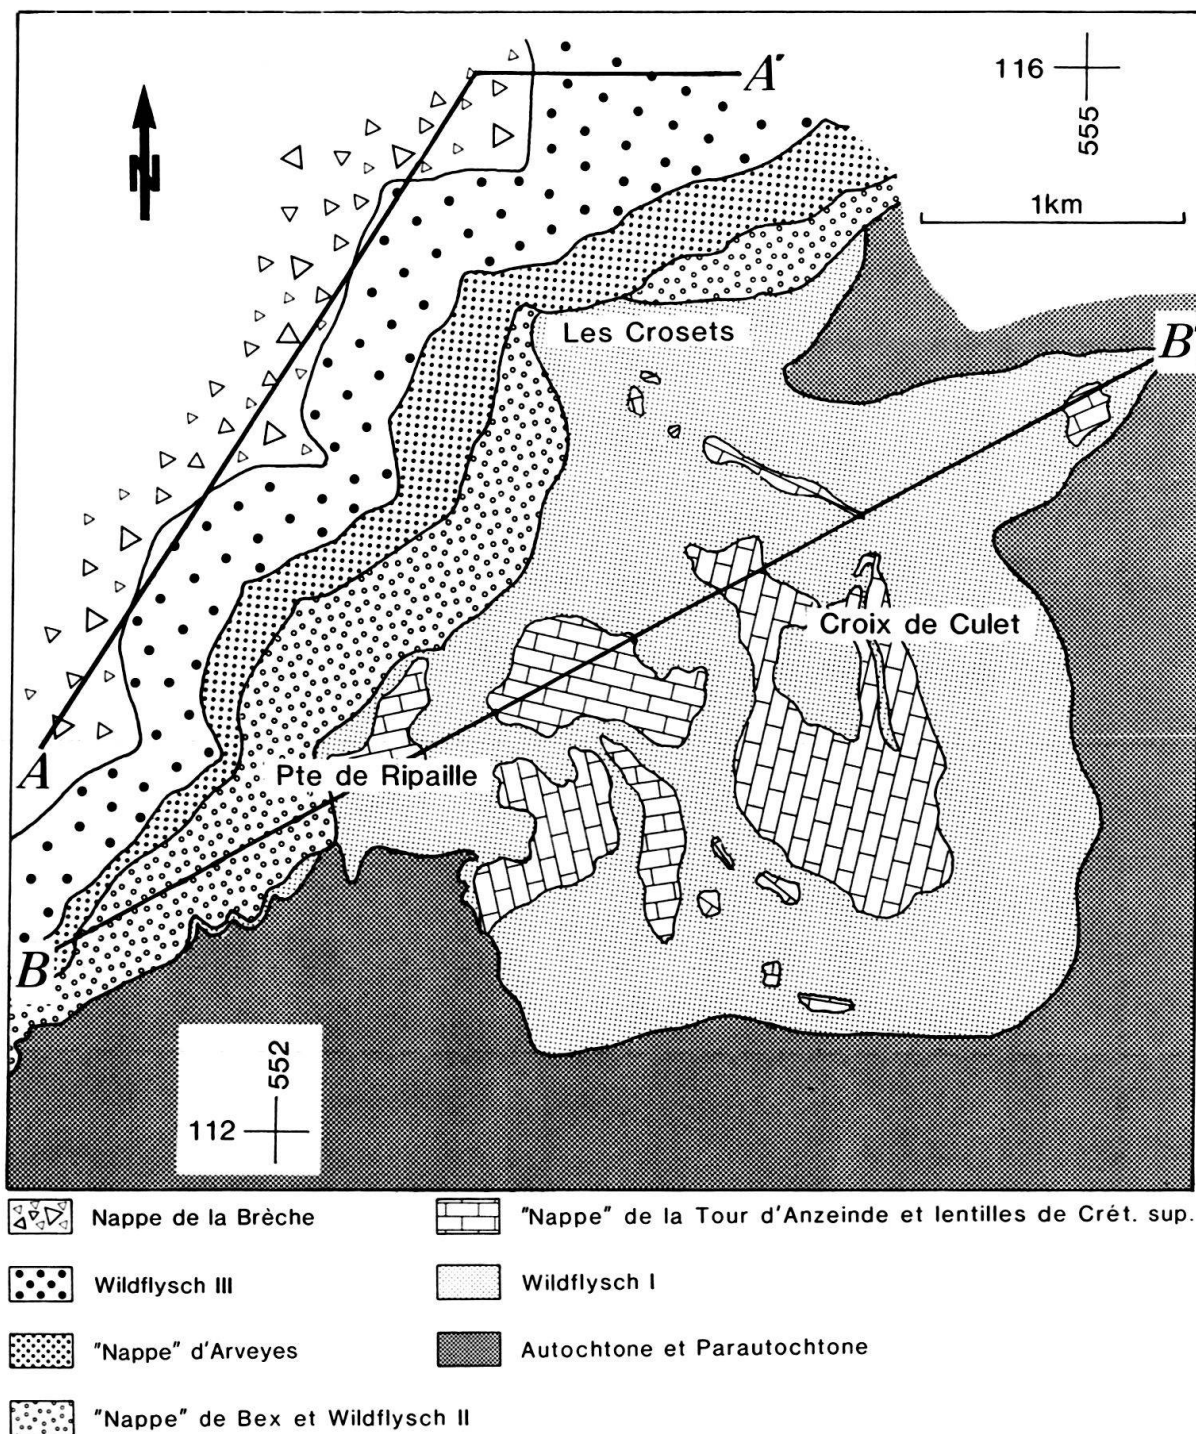 A'
116
555
N
1km
Les Crosets
B'
Croix de Culet
A
Pte de Ripaille
B
552
112
Nappe de la Brèche
"Nappe" de la Tour d'Anzeinde et lentilles de Crét. sup.
Wildflysch III
Wildflysch I
"Nappe" d'Arveyes
Autochtone et Parautochtone
"Nappe" de Bex et Wildflysch II